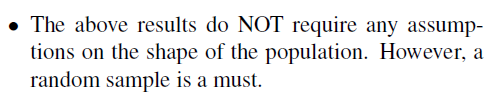 • The above results do NOT require any assump-
tions on the shape of the population. However, a
random sample is a must.